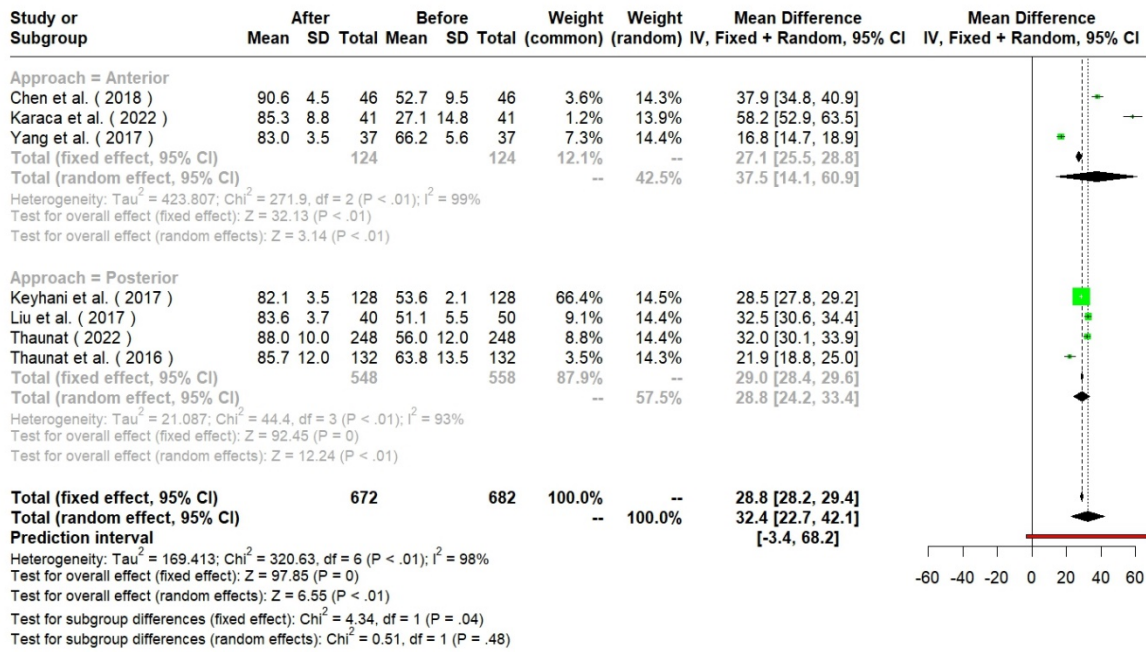 Study or After Before Weight Weight Mean Difference Mean Difference
Subgroup Mean SD Total Mean SD Total (common) (random) IV, Fixed + Random, 95% CI IV, Fixed + Random, 95% CI
Approach = Anterior
Chen et al. ( 2018 ) 90.6 4.5 46 52.7 9.5 46 3.6% 14.3% 37.9 [34.8, 40.9]
Karaca et al. ( 2022 ) 85.3 8.8 41 27.1 14.8 41 1.2% 13.9% 58.2 [52.9, 63.5]
Yang et al. ( 2017 ) 83.0 3.5 37 66.2 5.6 37 7.3% 14.4% 16.8 [14.7, 18.9]
Total (fixed effect, 95% CI) 124 124 12.1% -- 27.1 [25.5, 28.8]
Total (random effect, 95% CI) -- 42.5% 37.5 [14.1, 60.9]
Heterogeneity: Tau² = 423.807; Chi² = 271.9, df = 2 (P < .01); I² = 99%
Test for overall effect (fixed effect): Z = 32.13 (P < .01)
Test for overall effect (random effects): Z = 3.14 (P < .01)
Approach = Posterior
Keyhani et al. ( 2017 ) 82.1 3.5 128 53.6 2.1 128 66.4% 14.5% 28.5 [27.8, 29.2]
Liu et al. ( 2017 ) 83.6 3.7 40 51.1 5.5 50 9.1% 14.4% 32.5 [30.6, 34.4]
Thaunat ( 2022 ) 88.0 10.0 248 56.0 12.0 248 8.8% 14.4% 32.0 [30.1, 33.9]
Thaunat et al. ( 2016 ) 85.7 12.0 132 63.8 13.5 132 3.5% 14.3% 21.9 [18.8, 25.0]
Total (fixed effect, 95% CI) 548 558 87.9% -- 29.0 [28.4, 29.6]
Total (random effect, 95% CI) -- 57.5% 28.8 [24.2, 33.4]
Heterogeneity: Tau² = 21.087; Chi² = 44.4, df = 3 (P < .01); I² = 93%
Test for overall effect (fixed effect): Z = 92.45 (P = 0)
Test for overall effect (random effects): Z = 12.24 (P < .01)
Total (fixed effect, 95% CI) 672 682 100.0% -- 28.8 [28.2, 29.4]
Total (random effect, 95% CI) -- 100.0% 32.4 [22.7, 42.1]
Prediction interval [-3.4, 68.2]
Heterogeneity: Tau² = 169.413; Chi² = 320.63, df = 6 (P < .01); I² = 98%
Test for overall effect (fixed effect): Z = 97.85 (P = 0)
Test for overall effect (random effects): Z = 6.55 (P < .01)
Test for subgroup differences (fixed effect): Chi² = 4.34, df = 1 (P = .04)
Test for subgroup differences (random effects): Chi² = 0.51, df = 1 (P = .48)
-60 -40 -20 0 20 40 60